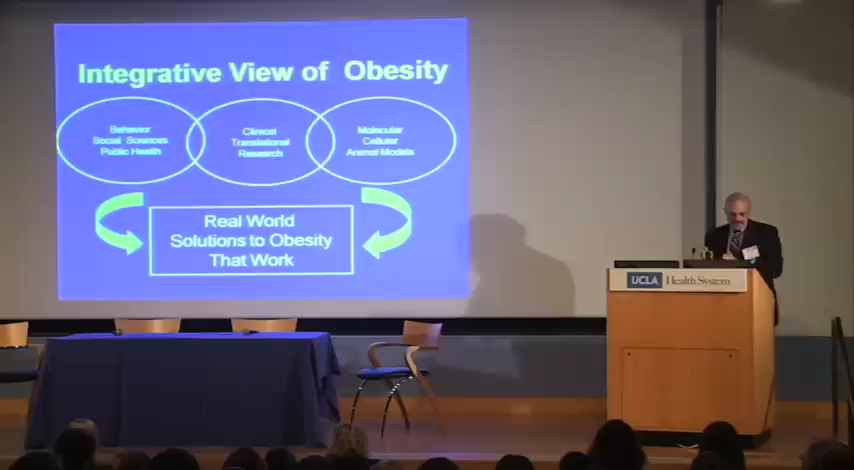 Integrative View of Obesity
Behavior
Social Sciences
Public Health
Clinical
Translational
Research
Molecular
Cellular
Animal Models
Real World
Solutions to Obesity
That Work
UCLA Health System